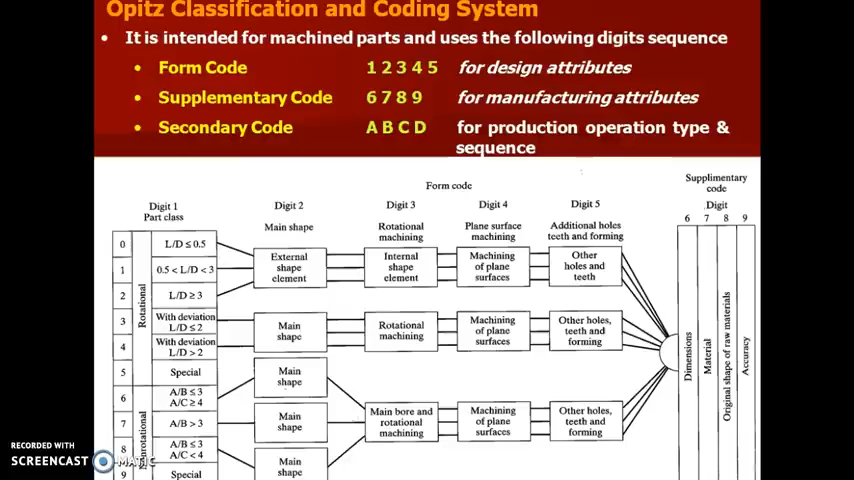 Opitz Classification and Coding System
• It is intended for machined parts and uses the following digits sequence
• Form Code 1 2 3 4 5 for design attributes
• Supplementary Code 6 7 8 9 for manufacturing attributes
• Secondary Code A B C D for production operation type &
sequence
Form code
Supplimentary
code
Digit 1
Part class
Digit 2
Main shape
Digit 3
Rotational
machining
Digit 4
Plane surface
machining
Digit 5
Additional holes
teeth and forming
Digit
6 7 8 9
0 L/D ≤ 0.5
1 0.5 < L/D < 3
2 L/D ≥ 3
3 With deviation
L/D ≤ 2
4 With deviation
L/D > 2
5 Special
6 A/B ≤ 3
A/C ≥ 4
7 A/B > 3
8 A/B ≤ 3
A/C < 4
9 Special
Rotational
Nonrotational
External
shape
element
Internal
shape
element
Machining
of plane
surfaces
Other
holes and
teeth
Main
shape
Rotational
machining
Machining
of plane
surfaces
Other holes,
teeth and
forming
Main
shape
Main
shape
Main bore and
rotational
machining
Machining
of plane
surfaces
Other holes,
teeth and
forming
Main
shape
Dimensions
Material
Original shape of raw materials
Accuracy
RECORDED WITH
SCREENCAST-O-MATIC